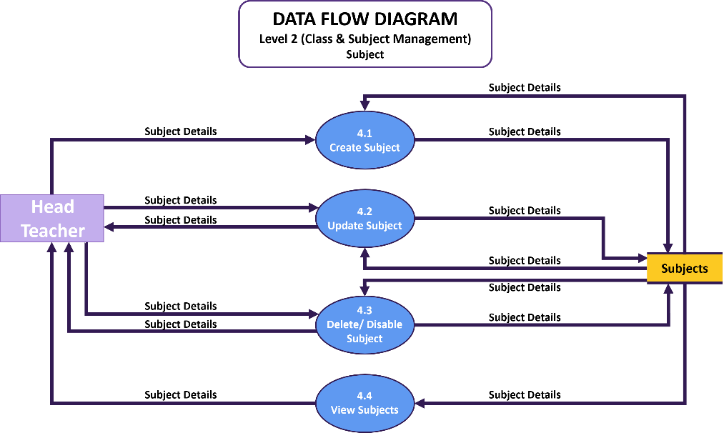 DATA FLOW DIAGRAM
Level 2 (Class & Subject Management)
Subject
Subject Details
4.1
Create Subject
Subject Details
Subject Details
Head
Teacher
Subject Details
Subject Details
4.2
Update Subject
Subject Details
Subject Details
Subjects
Subject Details
Subject Details
Subject Details
4.3
Delete/ Disable
Subject
Subject Details
Subject Details
4.4
View Subjects
Subject Details